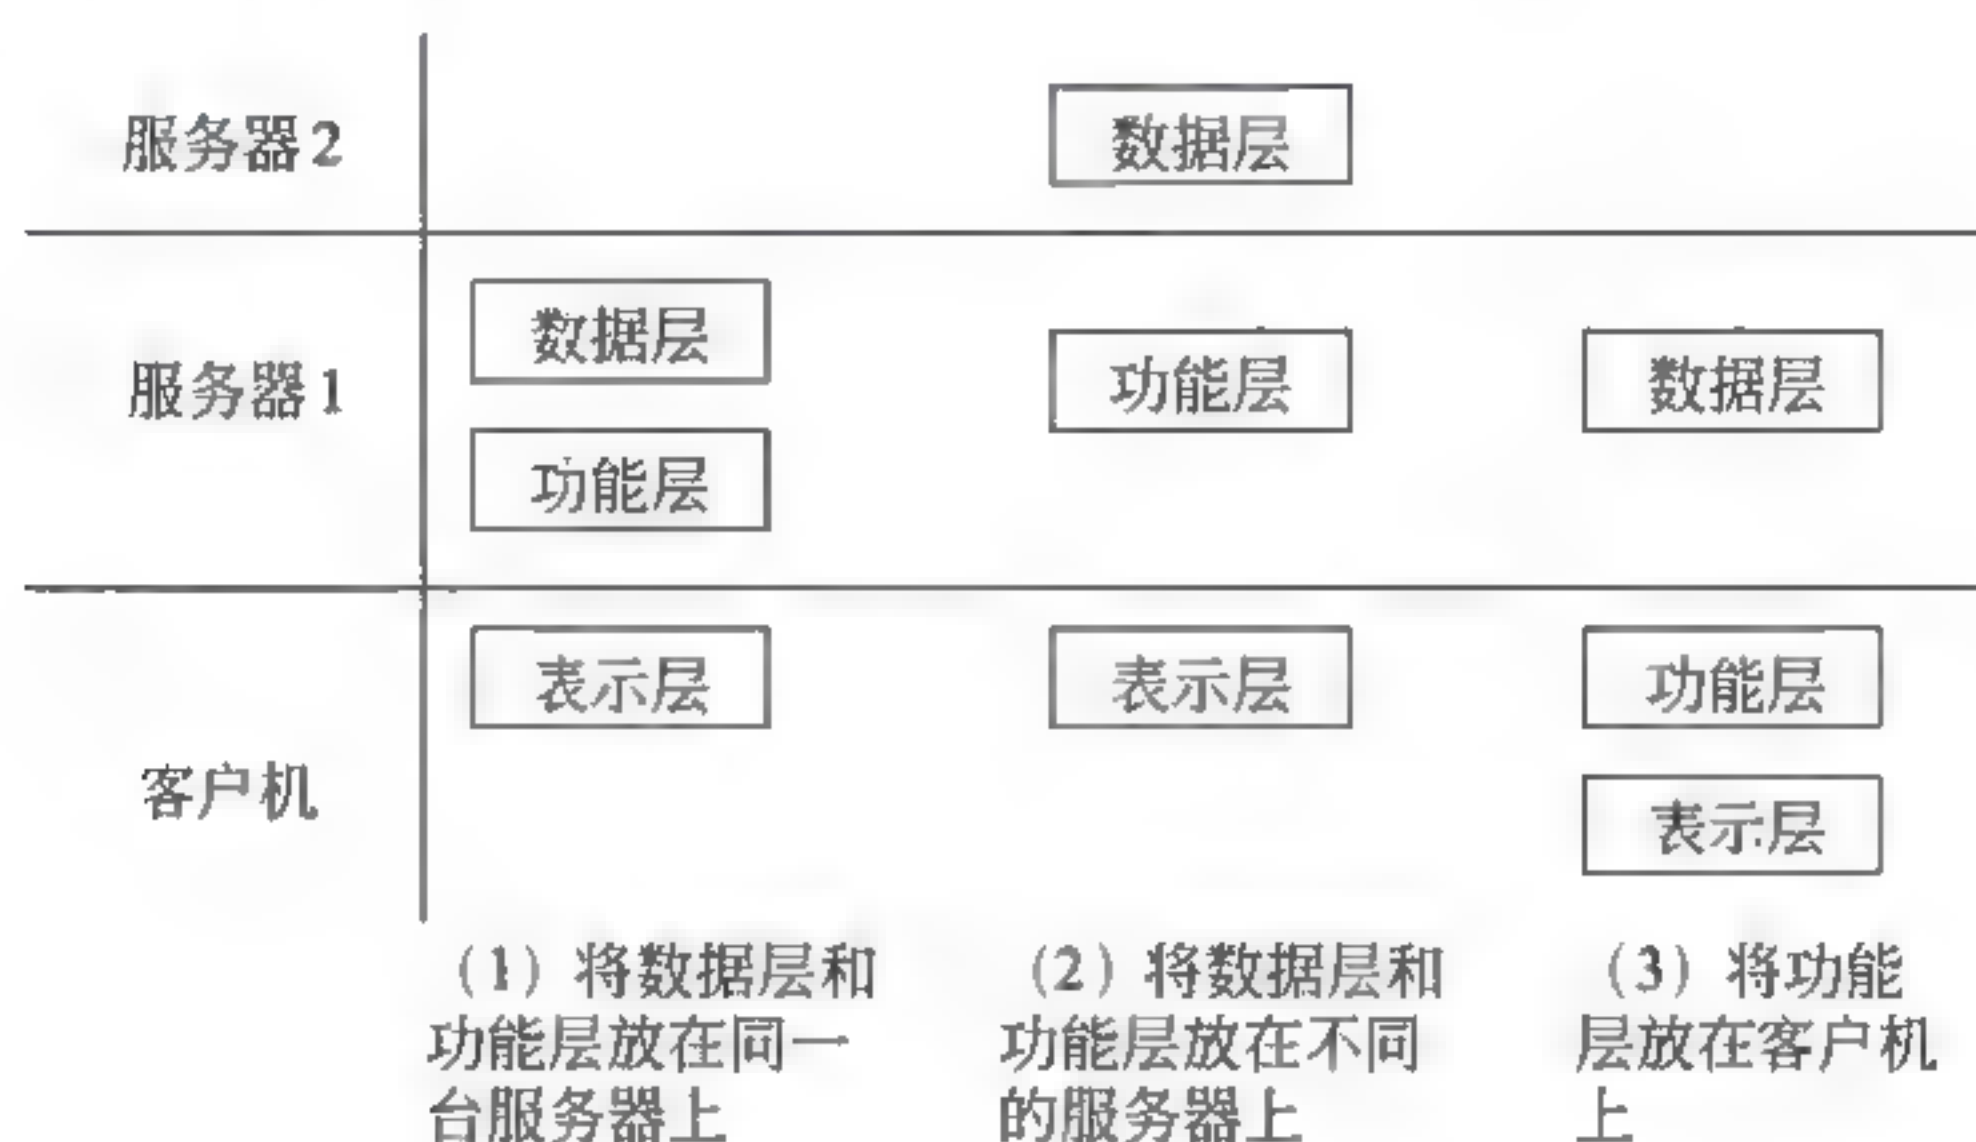 服务器2
数据层
服务器1
数据层
功能层
功能层
数据层
客户机
表示层
表示层
功能层
表示层
（1）将数据层和
功能层放在同一
台服务器上
（2）将数据层和
功能层放在不同
的服务器上
（3）将功能
层放在客户机
上